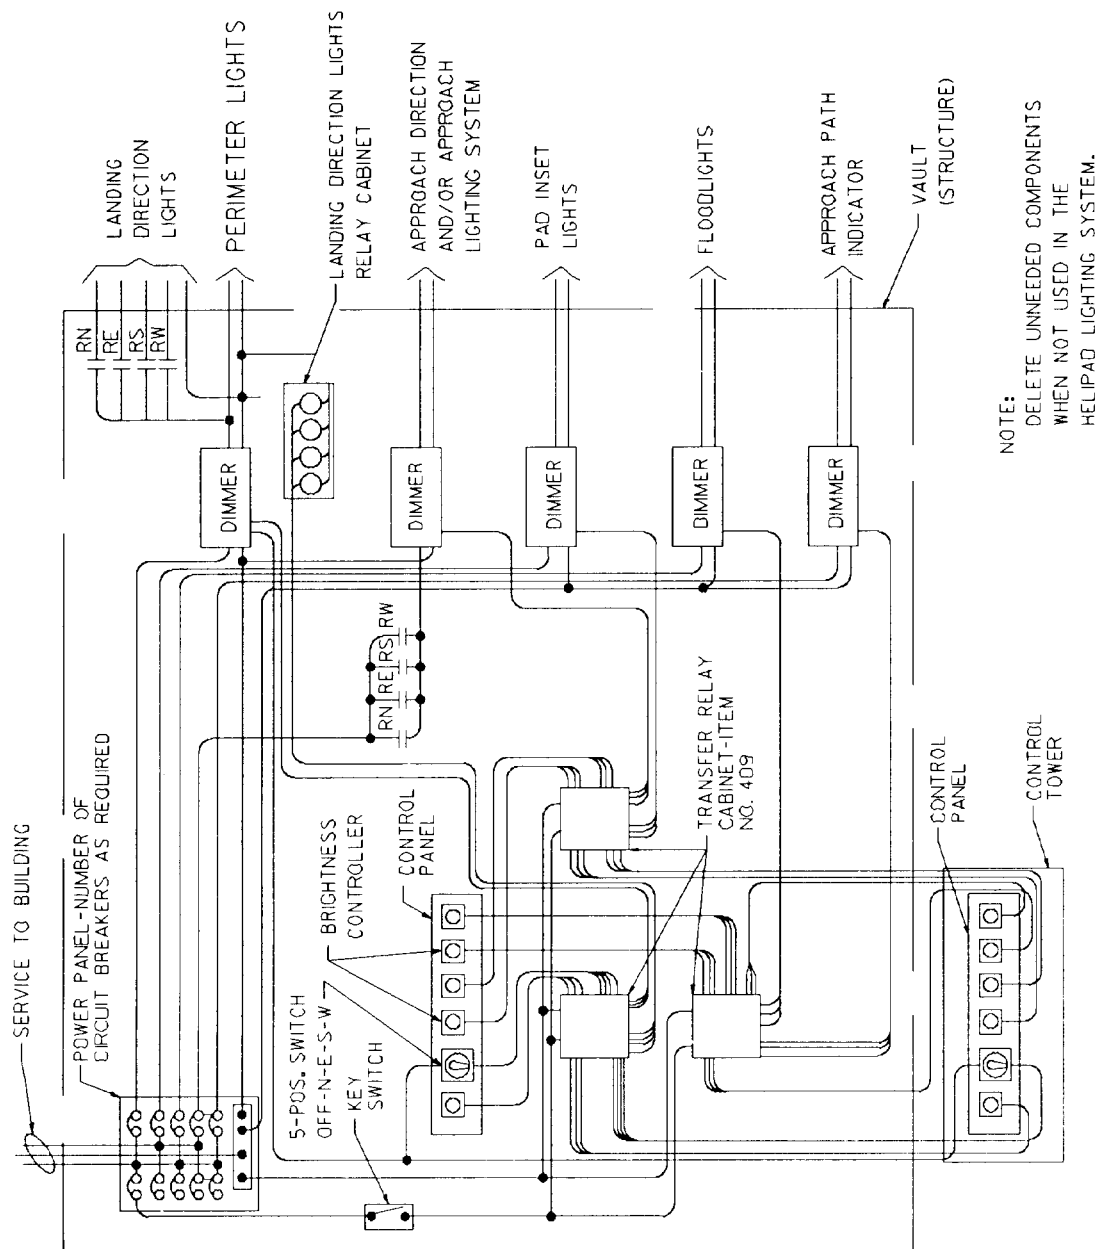 SERVICE TO BUILDING
POWER PANEL-NUMBER OF
CIRCUIT BREAKERS AS REQUIRED
LANDING
DIRECTION
LIGHTS
PERIMETER LIGHTS
LANDING DIRECTION LIGHTS
RELAY CABINET
APPROACH DIRECTION
AND/OR APPROACH
LIGHTING SYSTEM
PAD INSET
LIGHTS
FLOODLIGHTS
APPROACH PATH
INDICATOR
VAULT
(STRUCTURE)
RN
RE
RS
RW
DIMMER
DIMMER
DIMMER
DIMMER
DIMMER
RN
RE
RS
RW
5-POS. SWITCH
OFF-N-E-S-W
KEY
SWITCH
BRIGHTNESS
CONTROLLER
CONTROL
PANEL
TRANSFER RELAY
CABINET-ITEM
NO. 409
CONTROL
PANEL
CONTROL
TOWER
NOTE:
DELETE UNNEEDED COMPONENTS
WHEN NOT USED IN THE
HELIPAD LIGHTING SYSTEM.